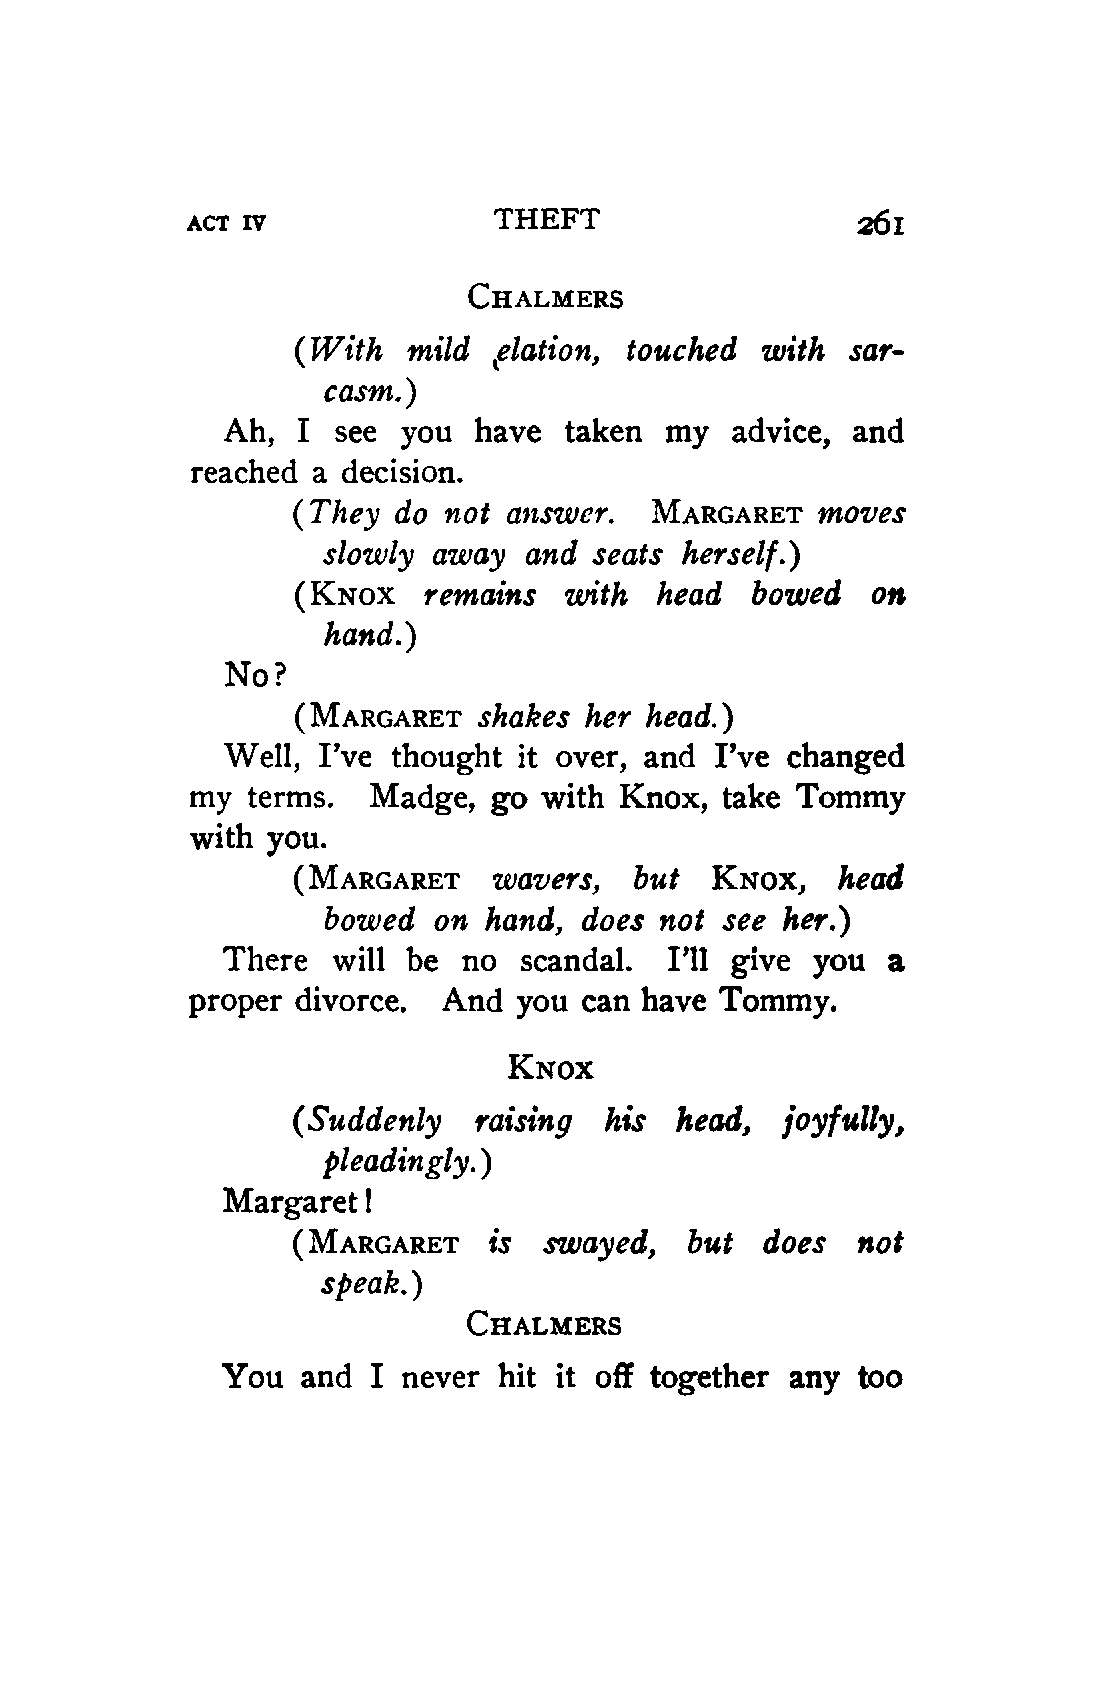 ACT IV THEFT 261
CHALMERS
(With mild elation, touched with sar-
casm.)
Ah, I see you have taken my advice, and
reached a decision.
(They do not answer. MARGARET moves
slowly away and seats herself.)
(KNOX remains with head bowed on
hand.)
No?
(MARGARET shakes her head.)
Well, I've thought it over, and I've changed
my terms. Madge, go with Knox, take Tommy
with you.
(MARGARET wavers, but KNOX, head
bowed on hand, does not see her.)
There will be no scandal. I'll give you a
proper divorce. And you can have Tommy.
KNOX
(Suddenly raising his head, joyfully,
pleadingly.)
Margaret!
(MARGARET is swayed, but does not
speak.)
CHALMERS
You and I never hit it off together any too